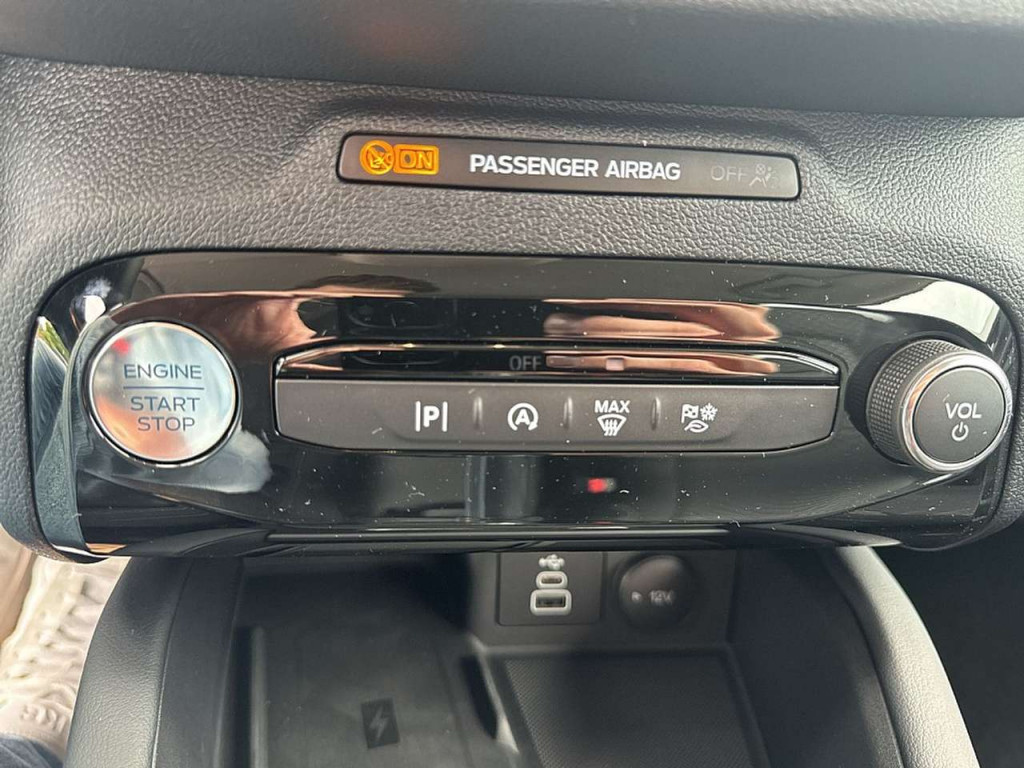 ON PASSENGER AIRBAG OFF
ENGINE
START
STOP
OFF
P A MAX
VOL
12V